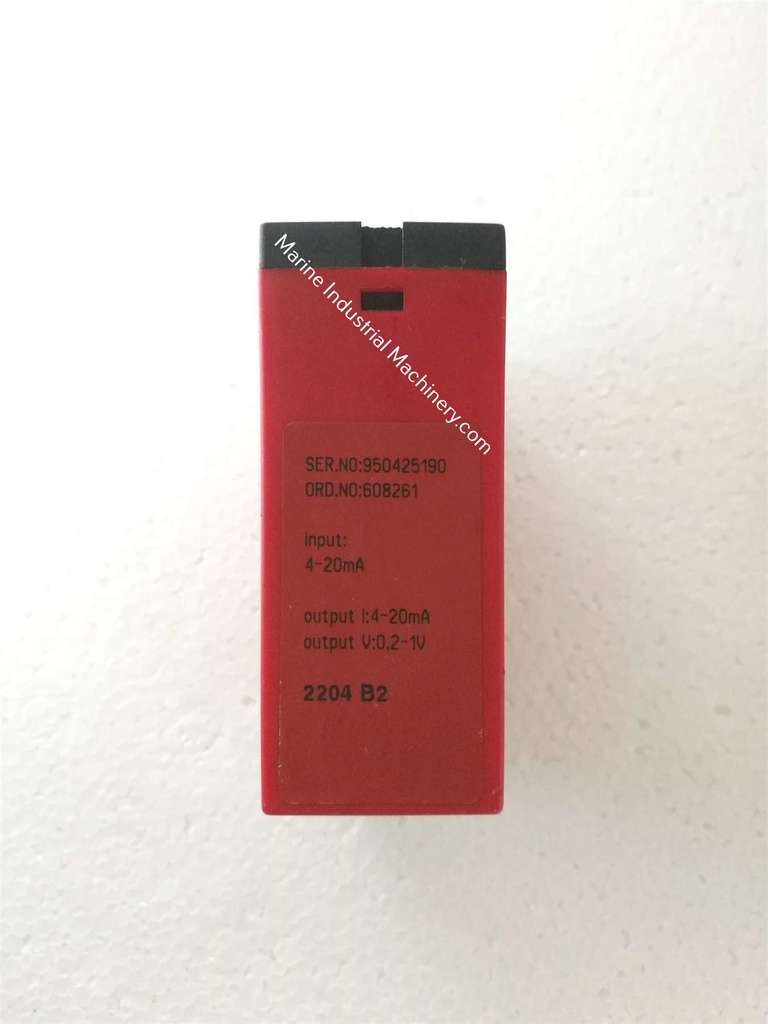 Marine Industrial Machinery.com
SER.NO:950425190
ORD.NO:608261
input:
4-20mA
output I:4-20mA
output V:0,2-1V
2204 B2